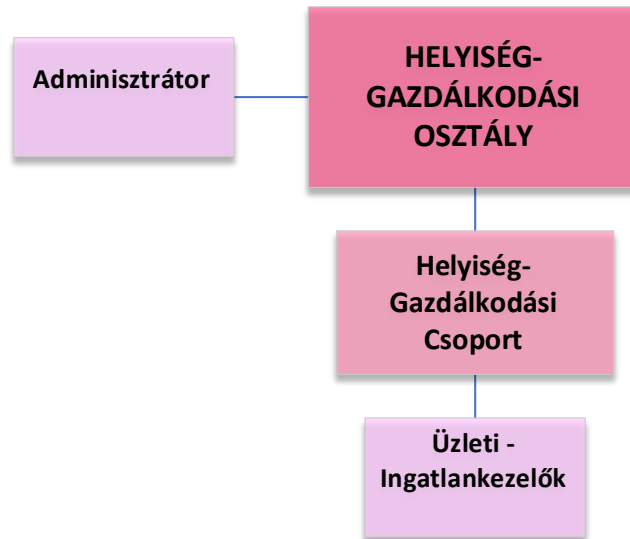 Adminisztrátor
HELYISÉG-
GAZDÁLKODÁSI
OSZTÁLY
Helyiség-
Gazdálkodási
Csoport
Üzleti -
Ingatlankezelők